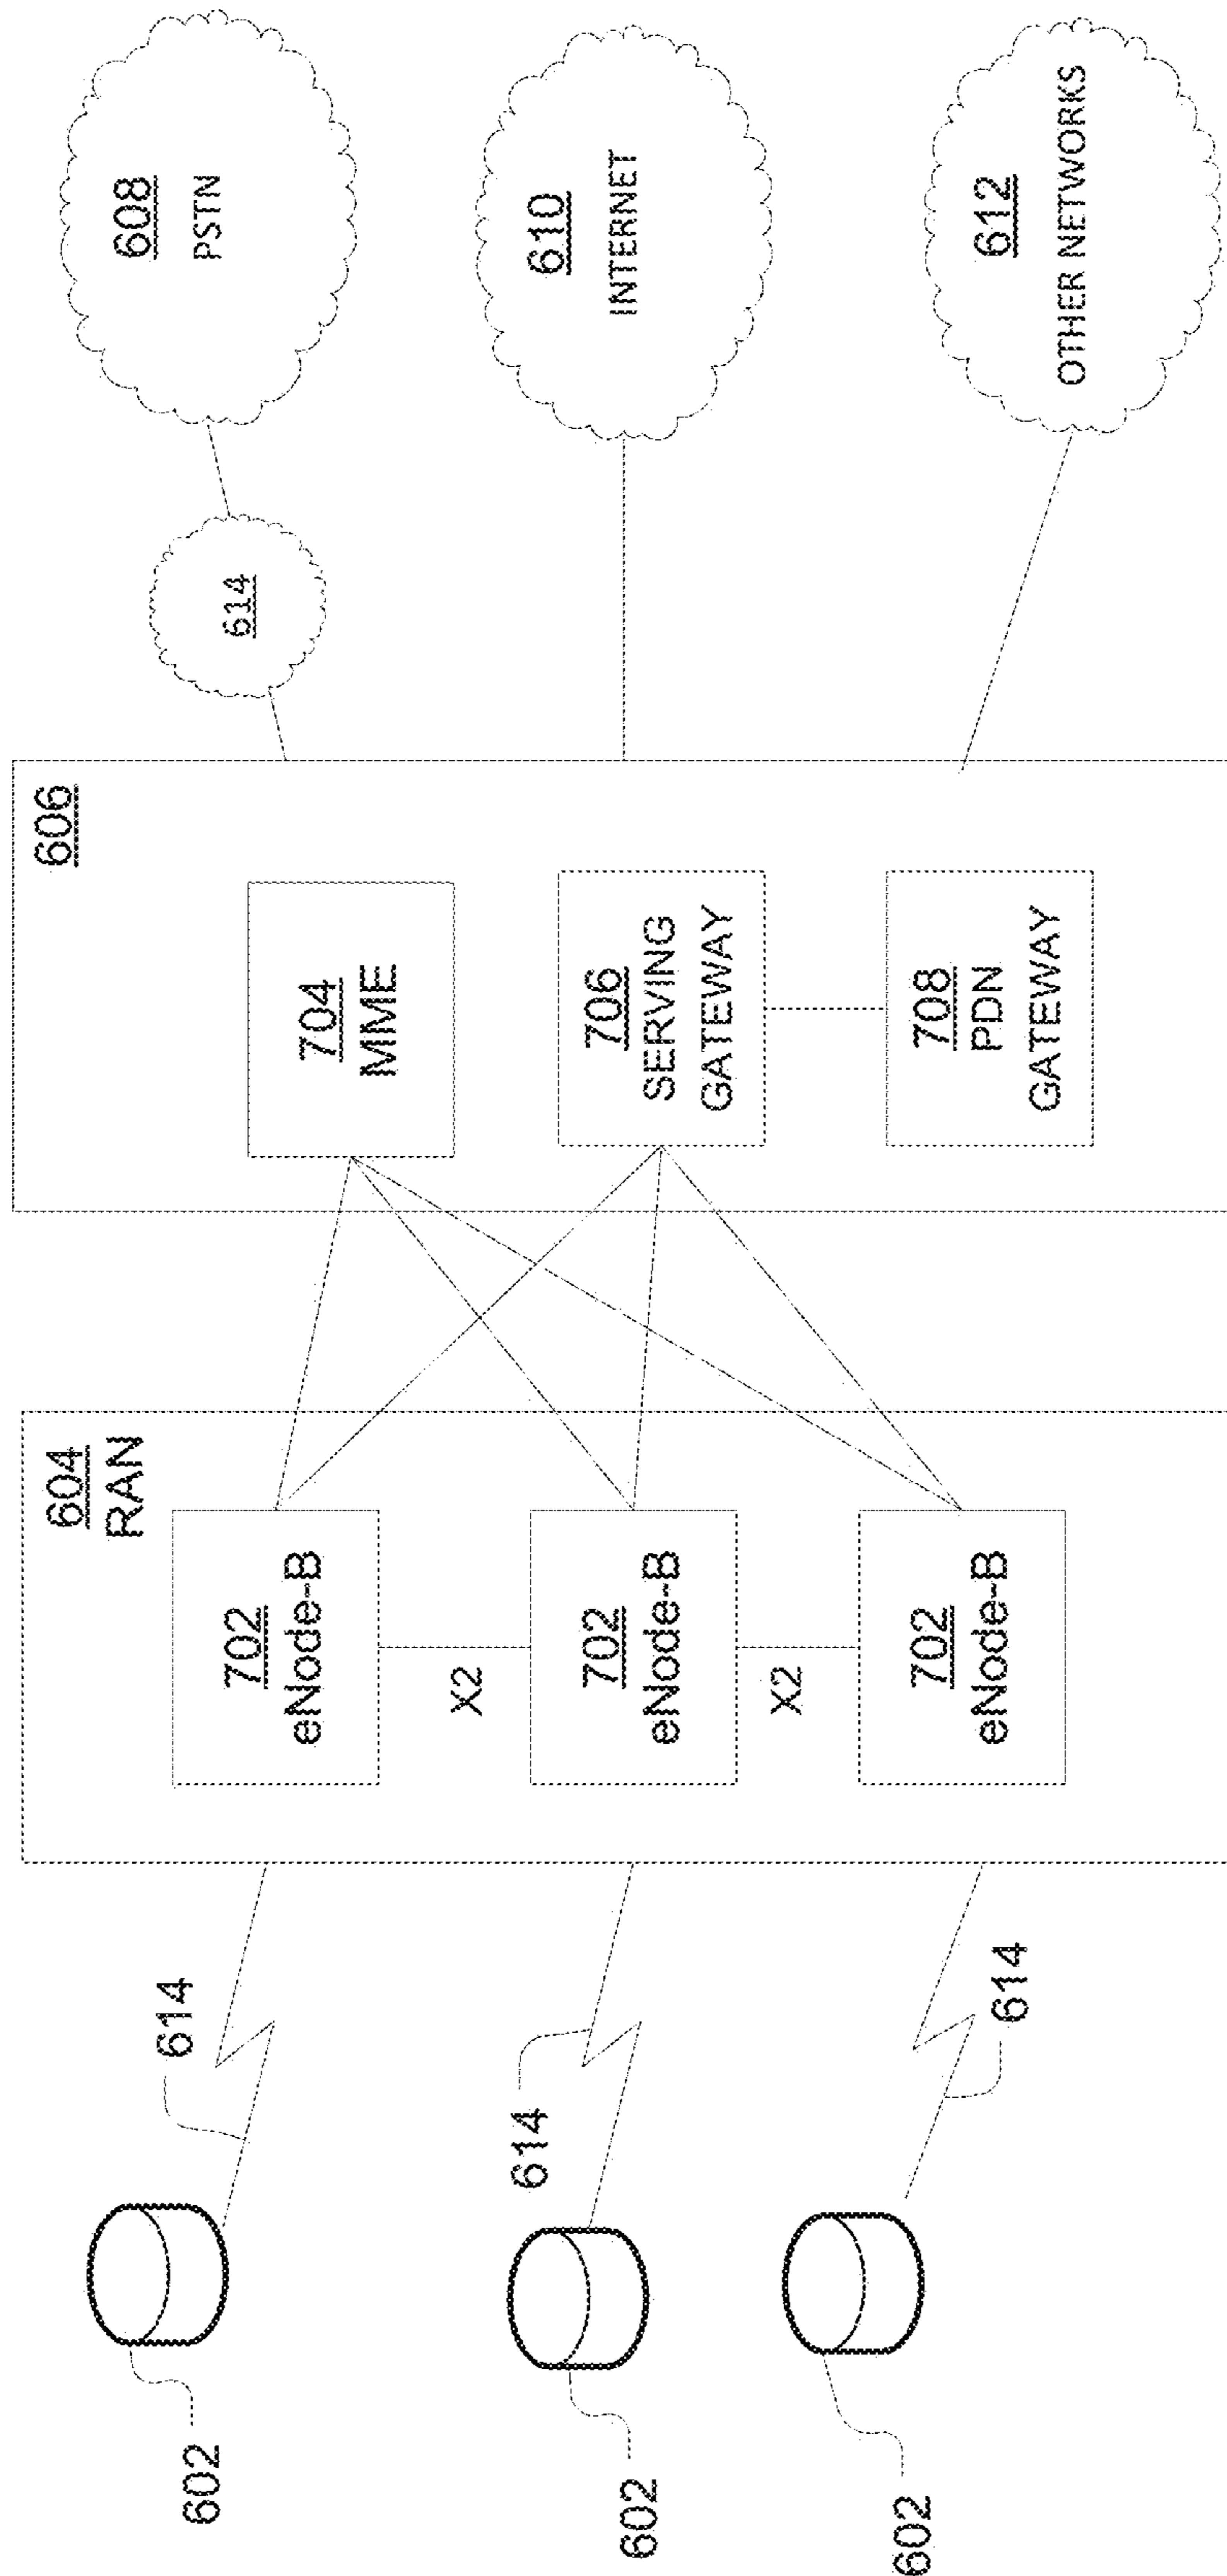 602
614
602
614
602
614
604
RAN
702
eNode-B
X2
702
eNode-B
X2
702
eNode-B
606
704
MME
706
SERVING
GATEWAY
708
PDN
GATEWAY
614
608
PSTN
610
INTERNET
612
OTHER NETWORKS